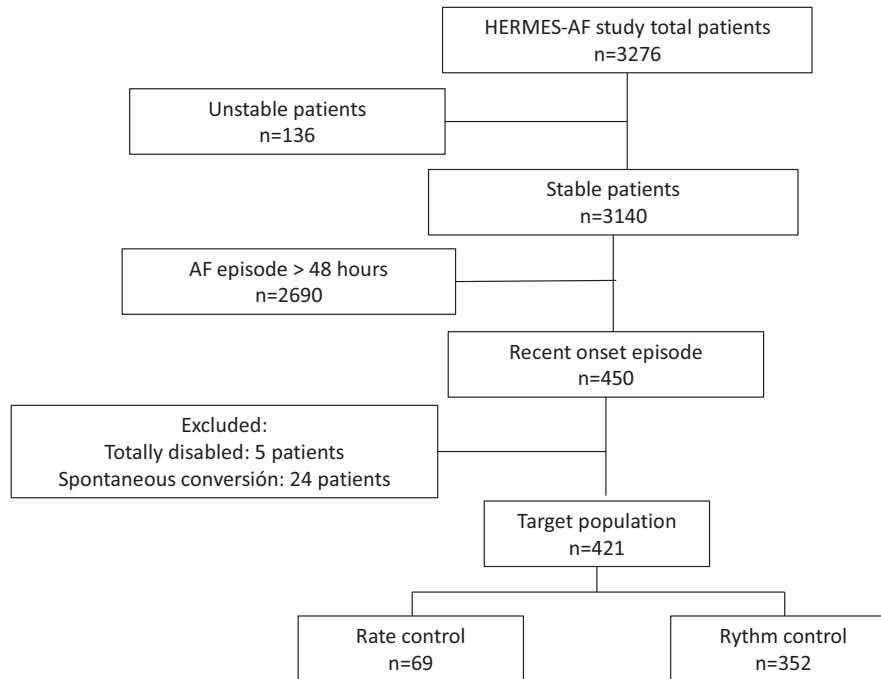 HERMES-AF study total patients
n=3276
Unstable patients
n=136
Stable patients
n=3140
AF episode > 48 hours
n=2690
Recent onset episode
n=450
Excluded:
Totally disabled: 5 patients
Spontaneous conversión: 24 patients
Target population
n=421
Rate control
n=69
Rythm control
n=352